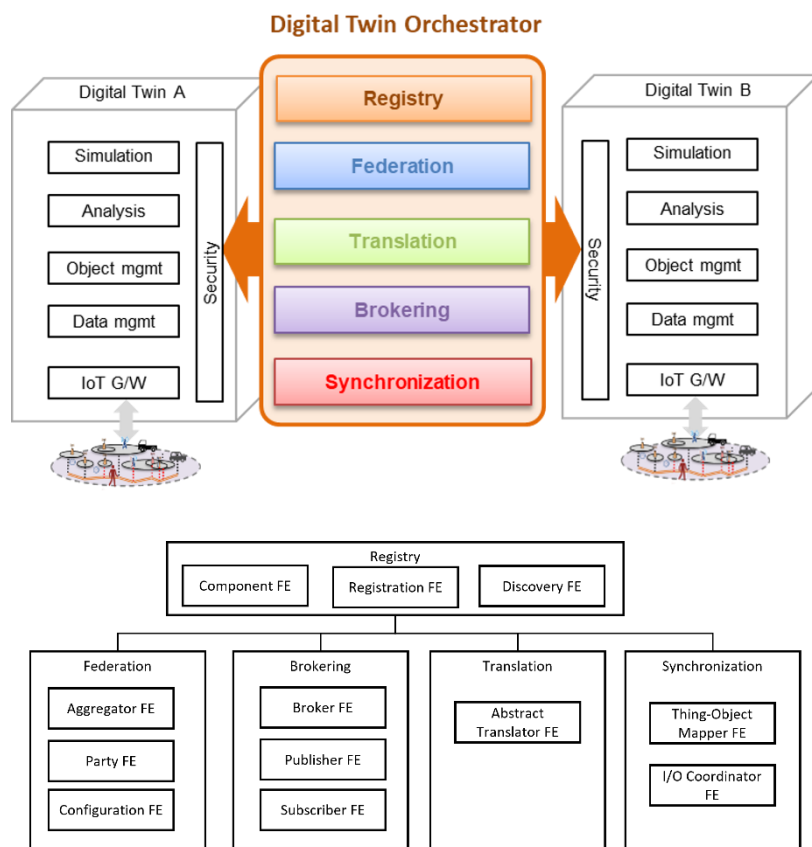 Digital Twin Orchestrator
Digital Twin A
Simulation
Analysis
Object mgmt
Data mgmt
IoT G/W
Security
Registry
Federation
Translation
Brokering
Synchronization
Digital Twin B
Security
Simulation
Analysis
Object mgmt
Data mgmt
IoT G/W
Registry
Component FE
Registration FE
Discovery FE
Federation
Aggregator FE
Party FE
Configuration FE
Brokering
Broker FE
Publisher FE
Subscriber FE
Translation
Abstract
Translator FE
Synchronization
Thing-Object
Mapper FE
I/O Coordinator
FE